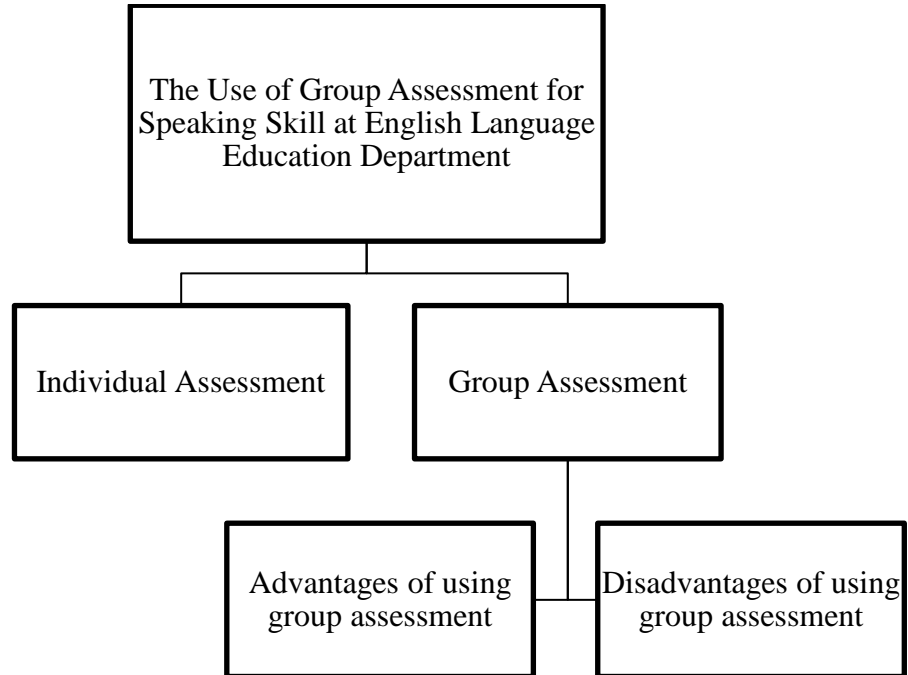 The Use of Group Assessment for
Speaking Skill at English Language
Education Department
Individual Assessment
Group Assessment
Advantages of using
group assessment
Disadvantages of using
group assessment